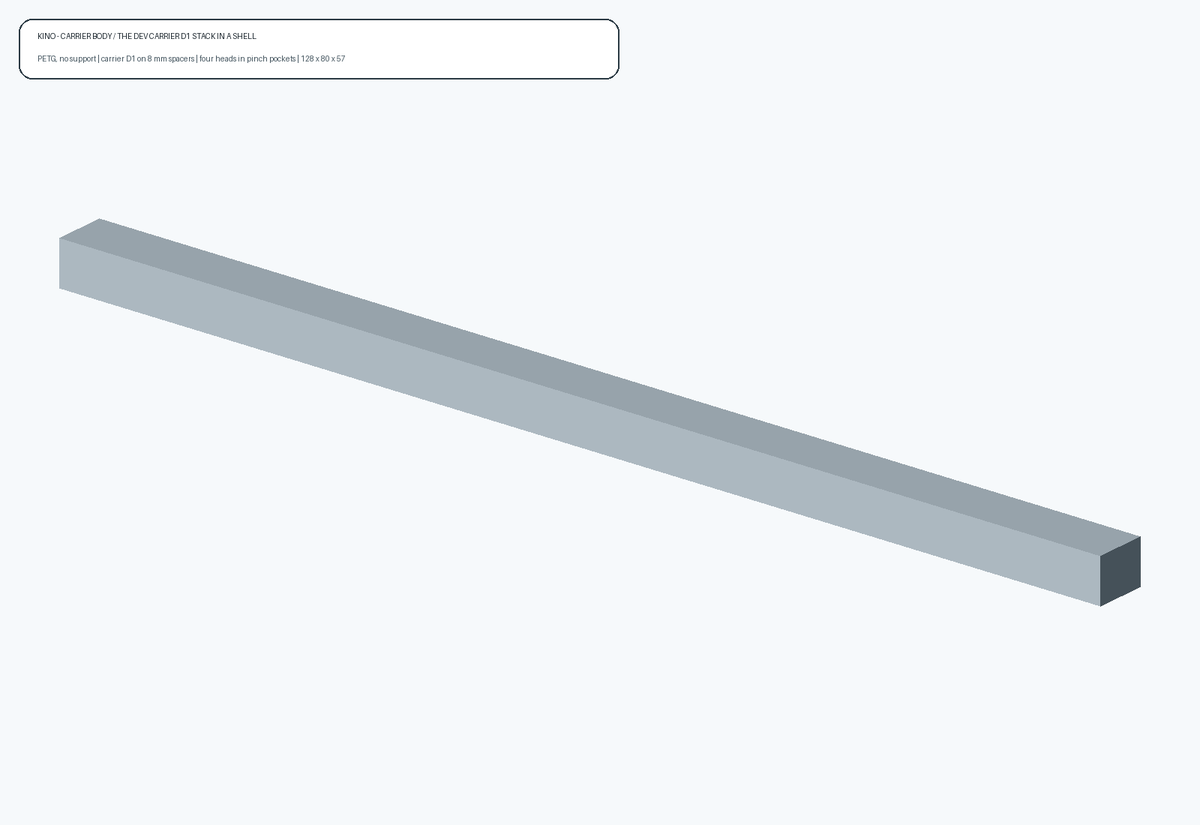 KINO - CARRIER BODY / THE DEV CARRIER D1 STACK IN A SHELL
PETG, no support | carrier D1 on 8 mm spacers | four heads in pinch pockets | 128 x 80 x 57